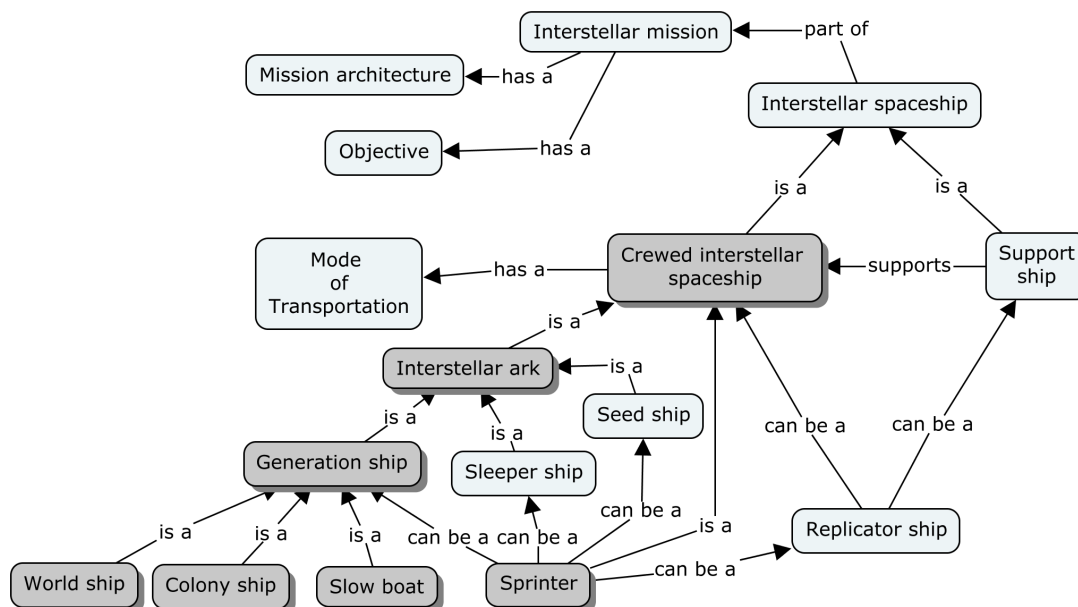 Interstellar mission
part of
Mission architecture
has a
Interstellar spaceship
Objective
has a
is a
is a
Mode
of
Transportation
has a
Crewed interstellar
spaceship
supports
Support
ship
is a
Interstellar ark
is a
Seed ship
is a
is a
can be a
can be a
Generation ship
Sleeper ship
can be a
Replicator ship
is a
is a
is a
can be a
can be a
is a
can be a
World ship
Colony ship
Slow boat
Sprinter